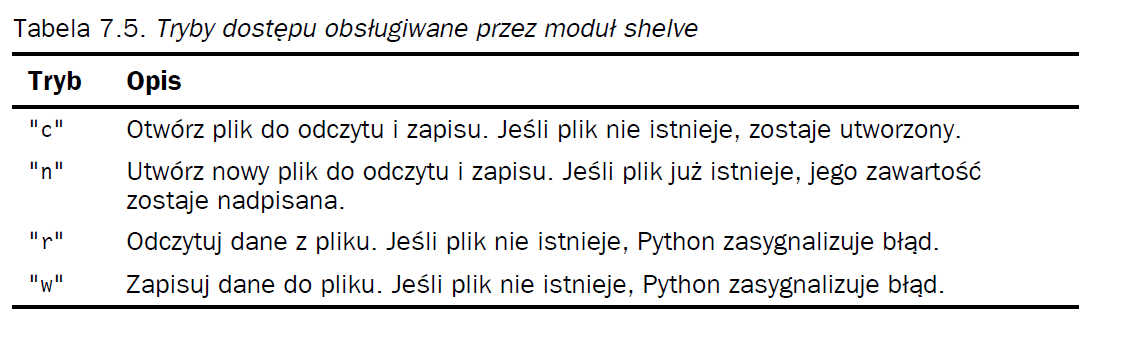 Tabela 7.5. Tryby dostępu obsługiwane przez moduł shelve
Tryb Opis
"c" Otwórz plik do odczytu i zapisu. Jeśli plik nie istnieje, zostaje utworzony.
"n" Utwórz nowy plik do odczytu i zapisu. Jeśli plik już istnieje, jego zawartość
zostaje nadpisana.
"r" Odczytuj dane z pliku. Jeśli plik nie istnieje, Python zasygnalizuje błąd.
"w" Zapisuj dane do pliku. Jeśli plik nie istnieje, Python zasygnalizuje błąd.